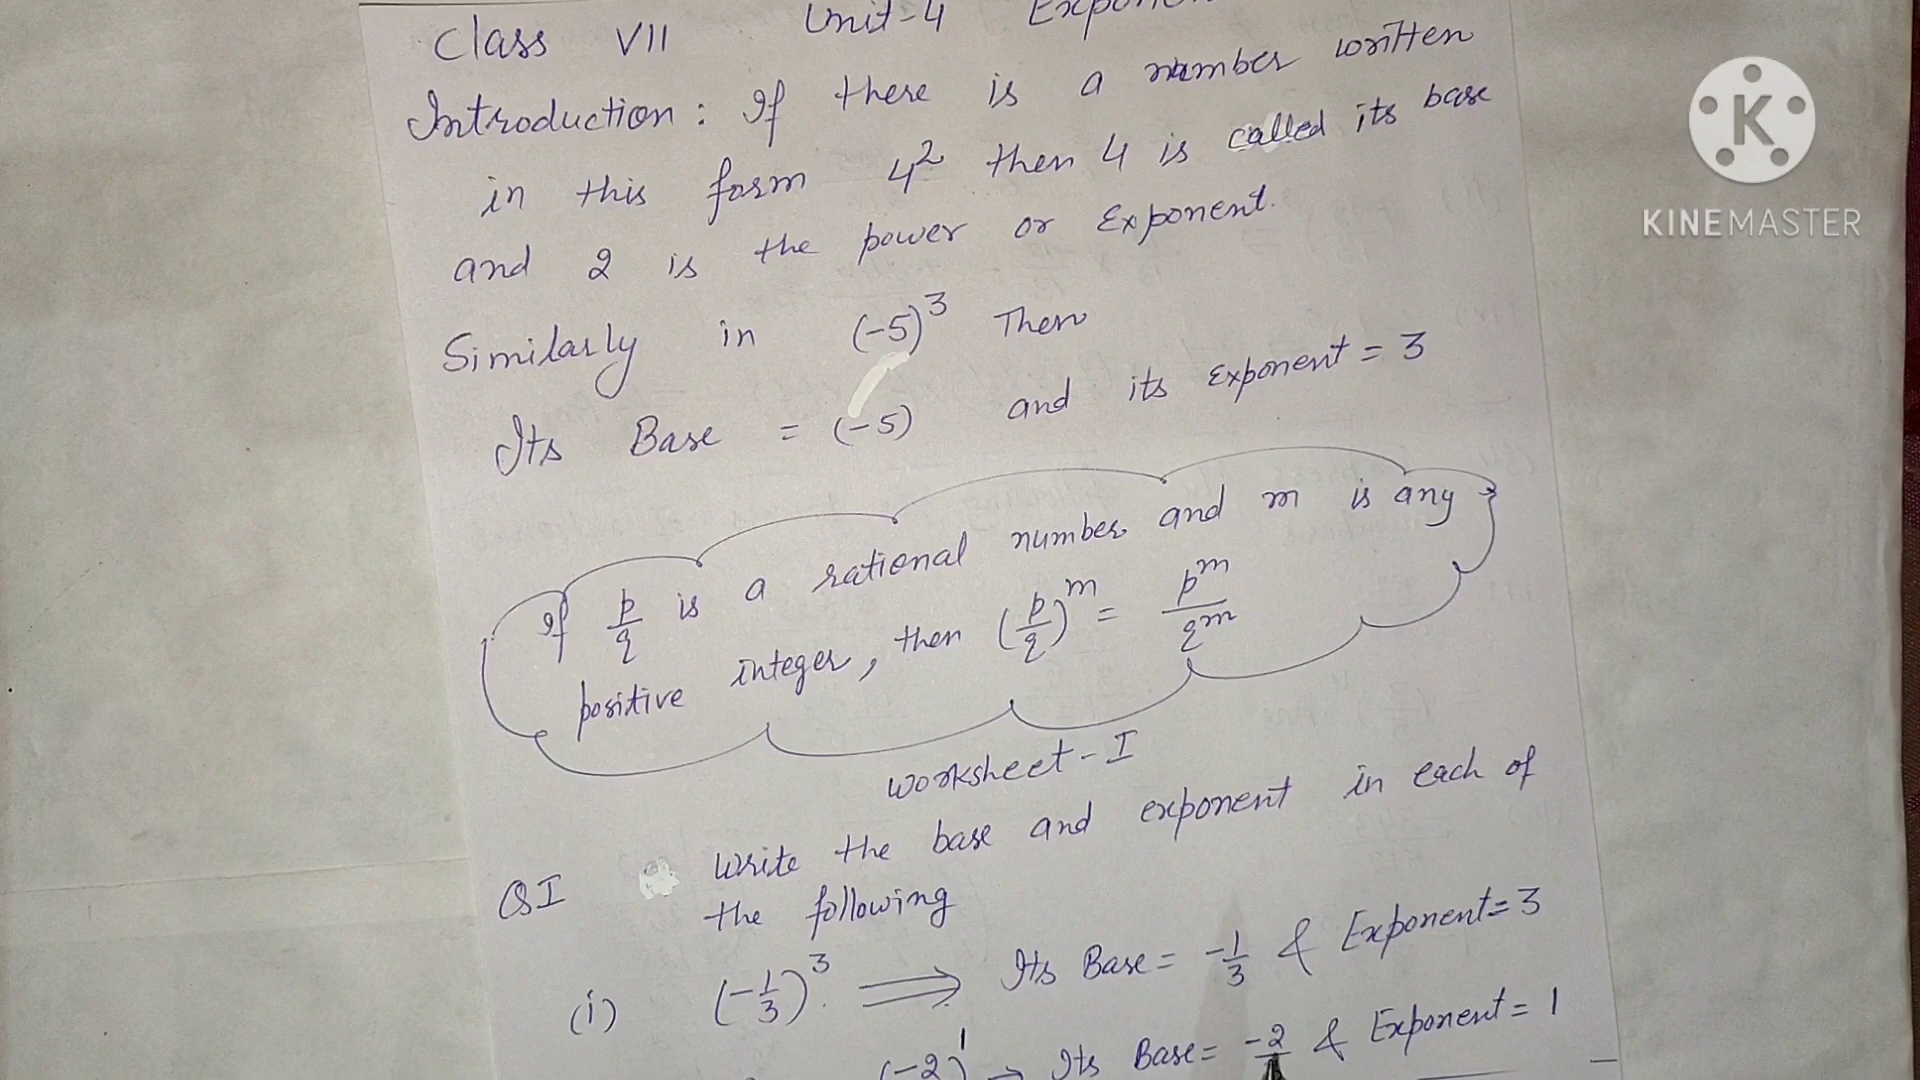 Class VII Unit-4
Introduction: If there is a number written
in this form 4² then 4 is called its base
and 2 is the power or Exponent.
Similarly in (-5)³ Then
Its Base = (-5) and its Exponent = 3
If p/q is a rational number and m is any +ve
positive integer, then (p/q)^m = p^m/q^m
Worksheet-I
QI Write the base and exponent in each of
the following
(i) (-1/3)³ ⟹ Its Base = -1/3 & Exponent = 3
Its Base = -2 & Exponent = 1
K
KINEMASTER